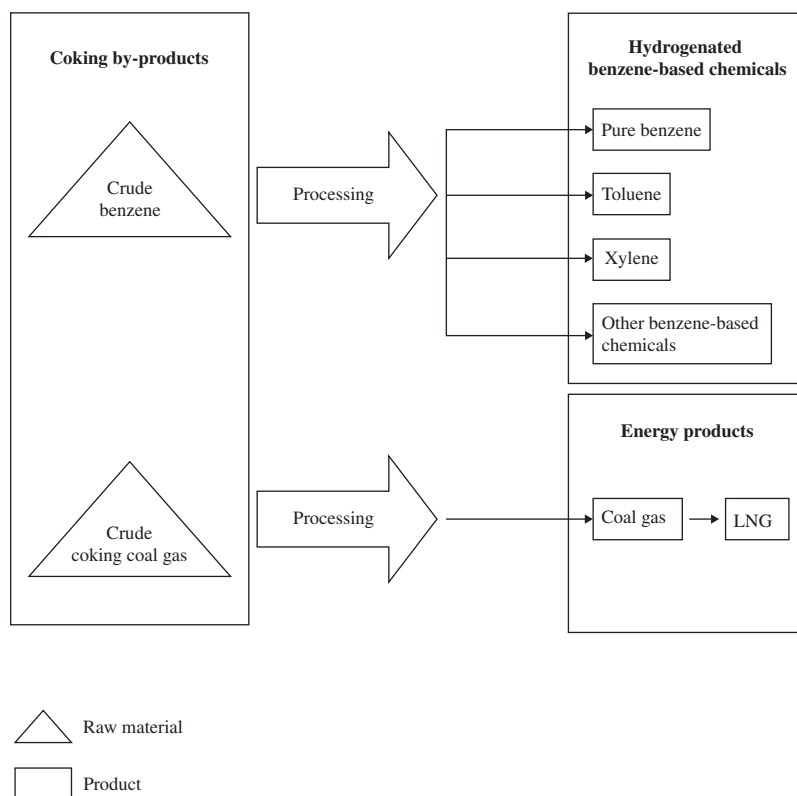 Coking by-products
Crude
benzene
Processing
Hydrogenated
benzene-based chemicals
Pure benzene
Toluene
Xylene
Other benzene-based
chemicals
Crude
coking coal gas
Processing
Energy products
Coal gas
LNG
Raw material
Product